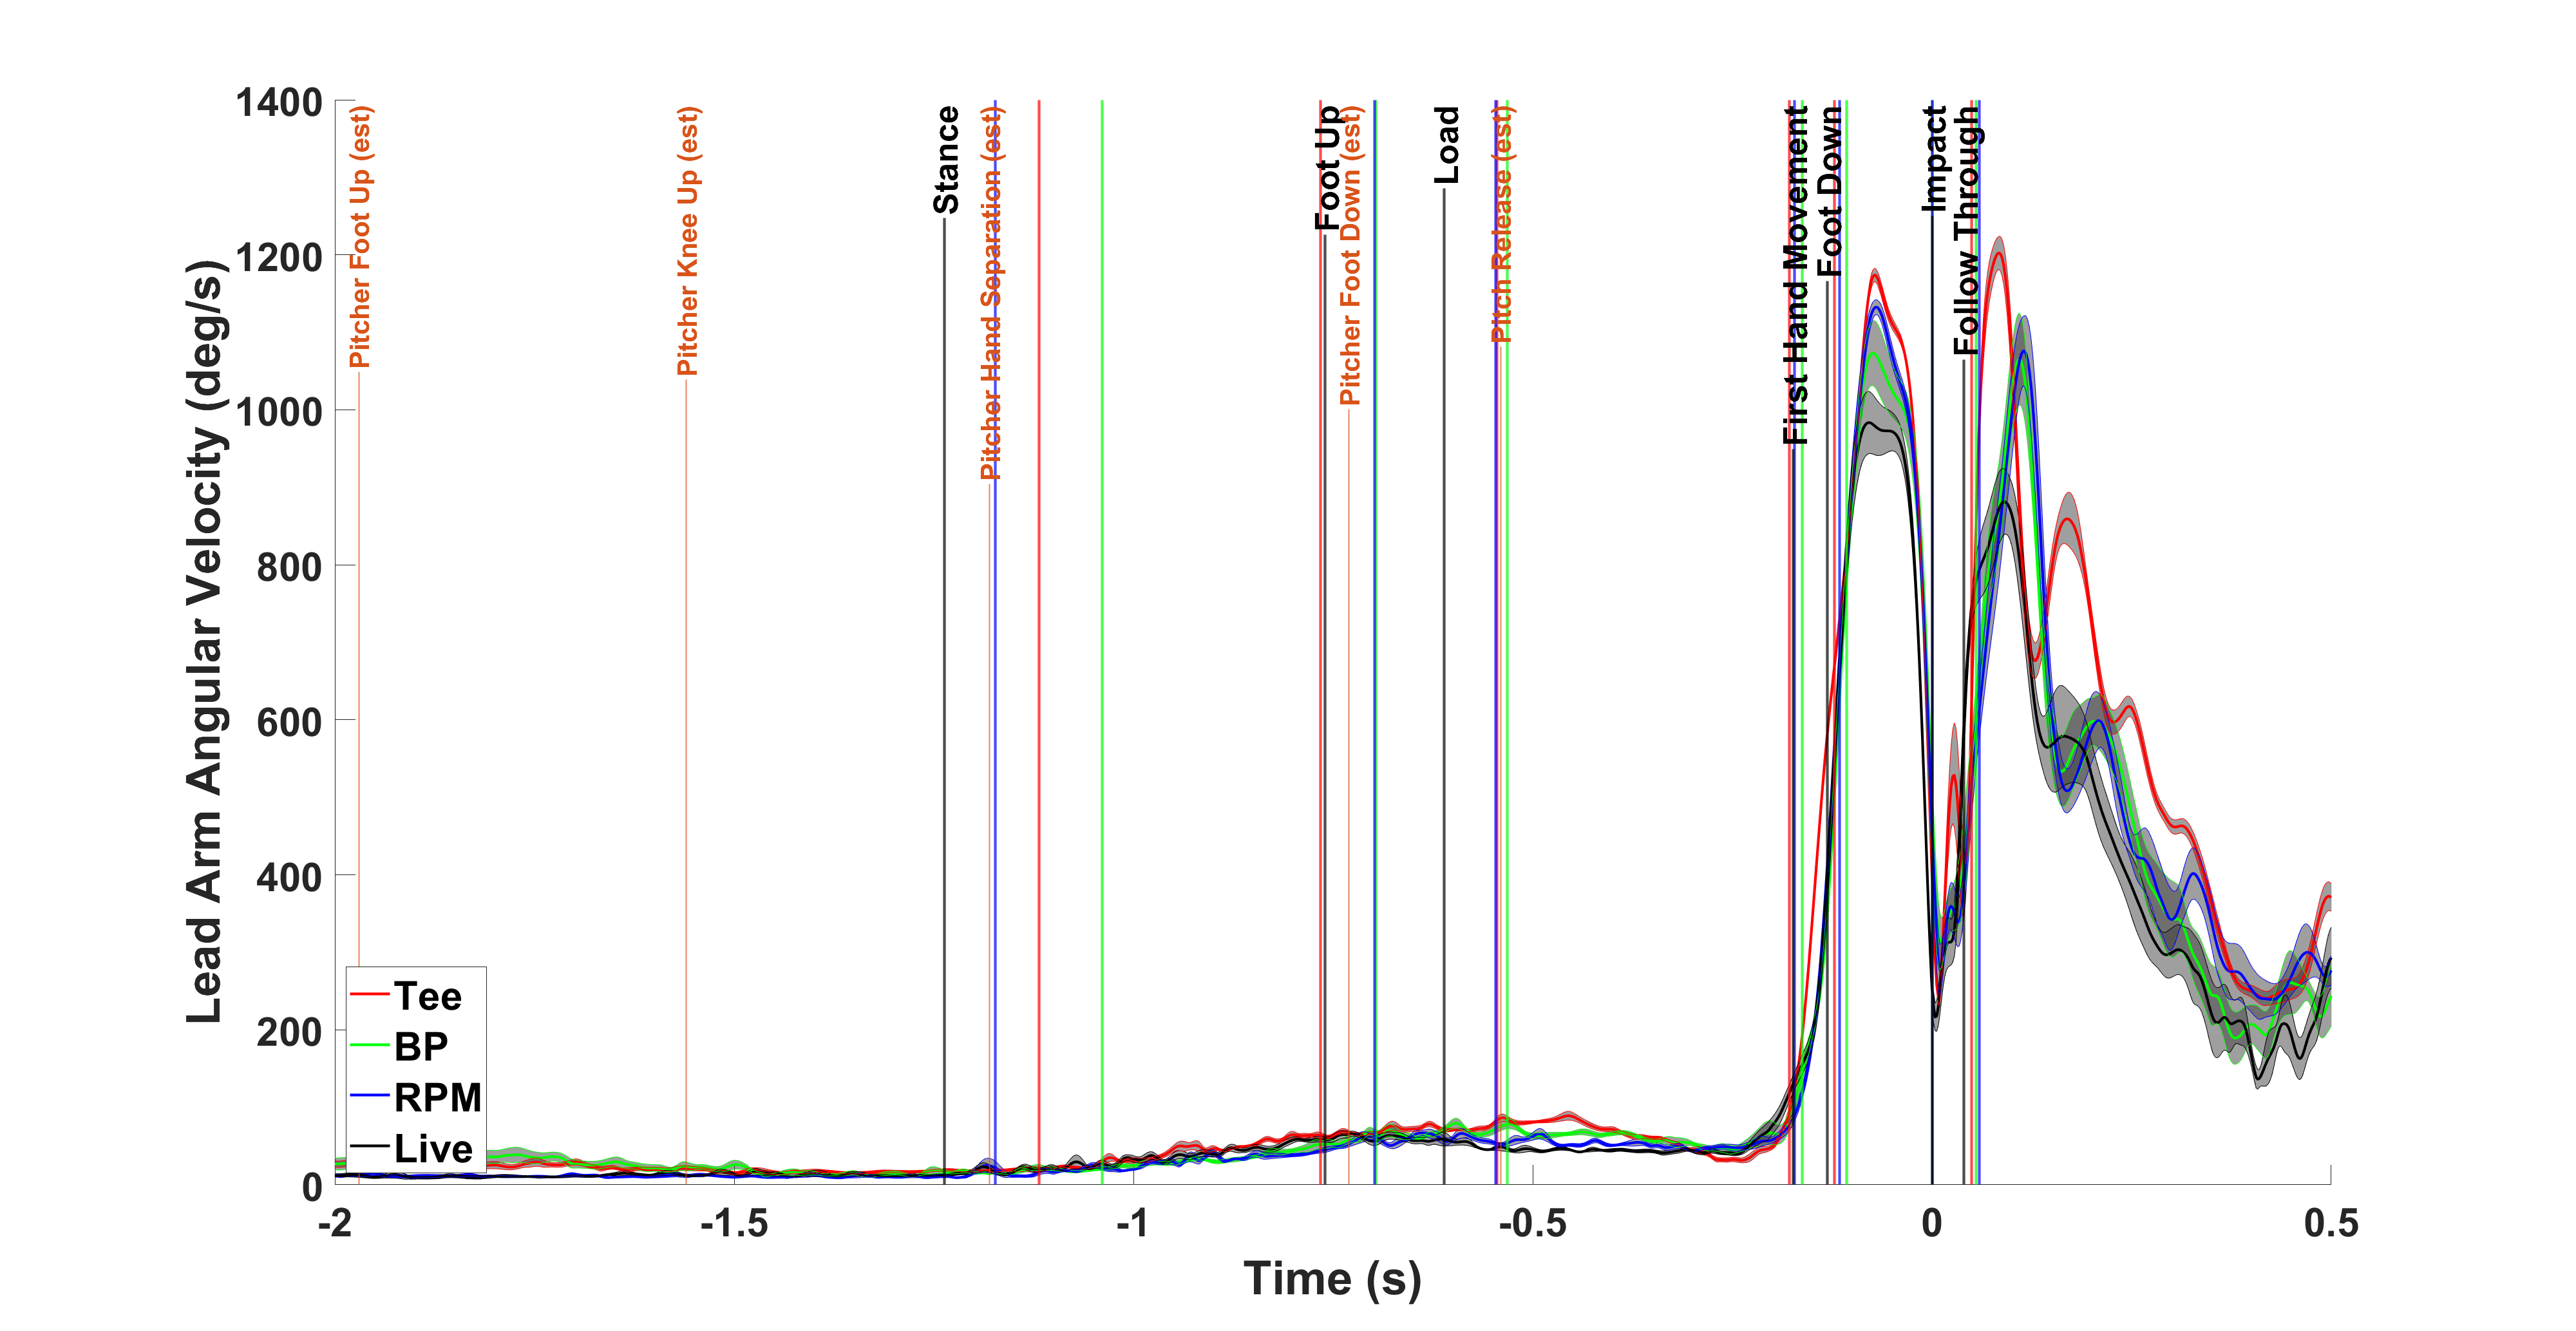 Lead Arm Angular Velocity (deg/s)
1400
1200
1000
800
600
400
200
0
Pitcher Foot Up (est)
Pitcher Knee Up (est)
Stance
Pitcher Hand Separation (est)
Foot Up
Pitcher Foot Down (est)
Load
Pitch Release (est)
First Hand Movement
Foot Down
Impact
Follow Through
Tee
BP
RPM
Live
-2
-1.5
-1
-0.5
0
0.5
Time (s)